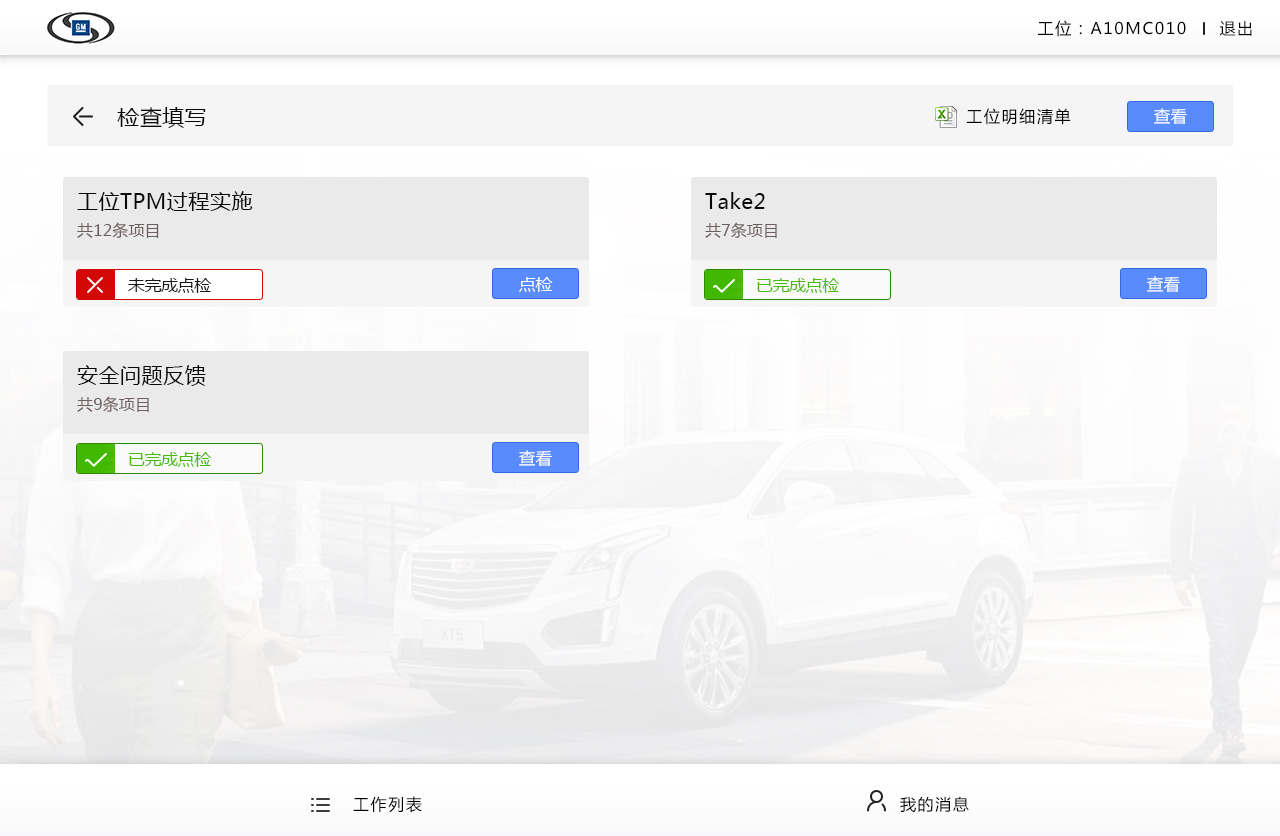 GM
工位：A10MC010 | 退出
检查填写
工位明细清单
查看
工位TPM过程实施
共12条项目
未完成点检
点检
Take2
共7条项目
已完成点检
查看
安全问题反馈
共9条项目
已完成点检
查看
XT5
工作列表
我的消息